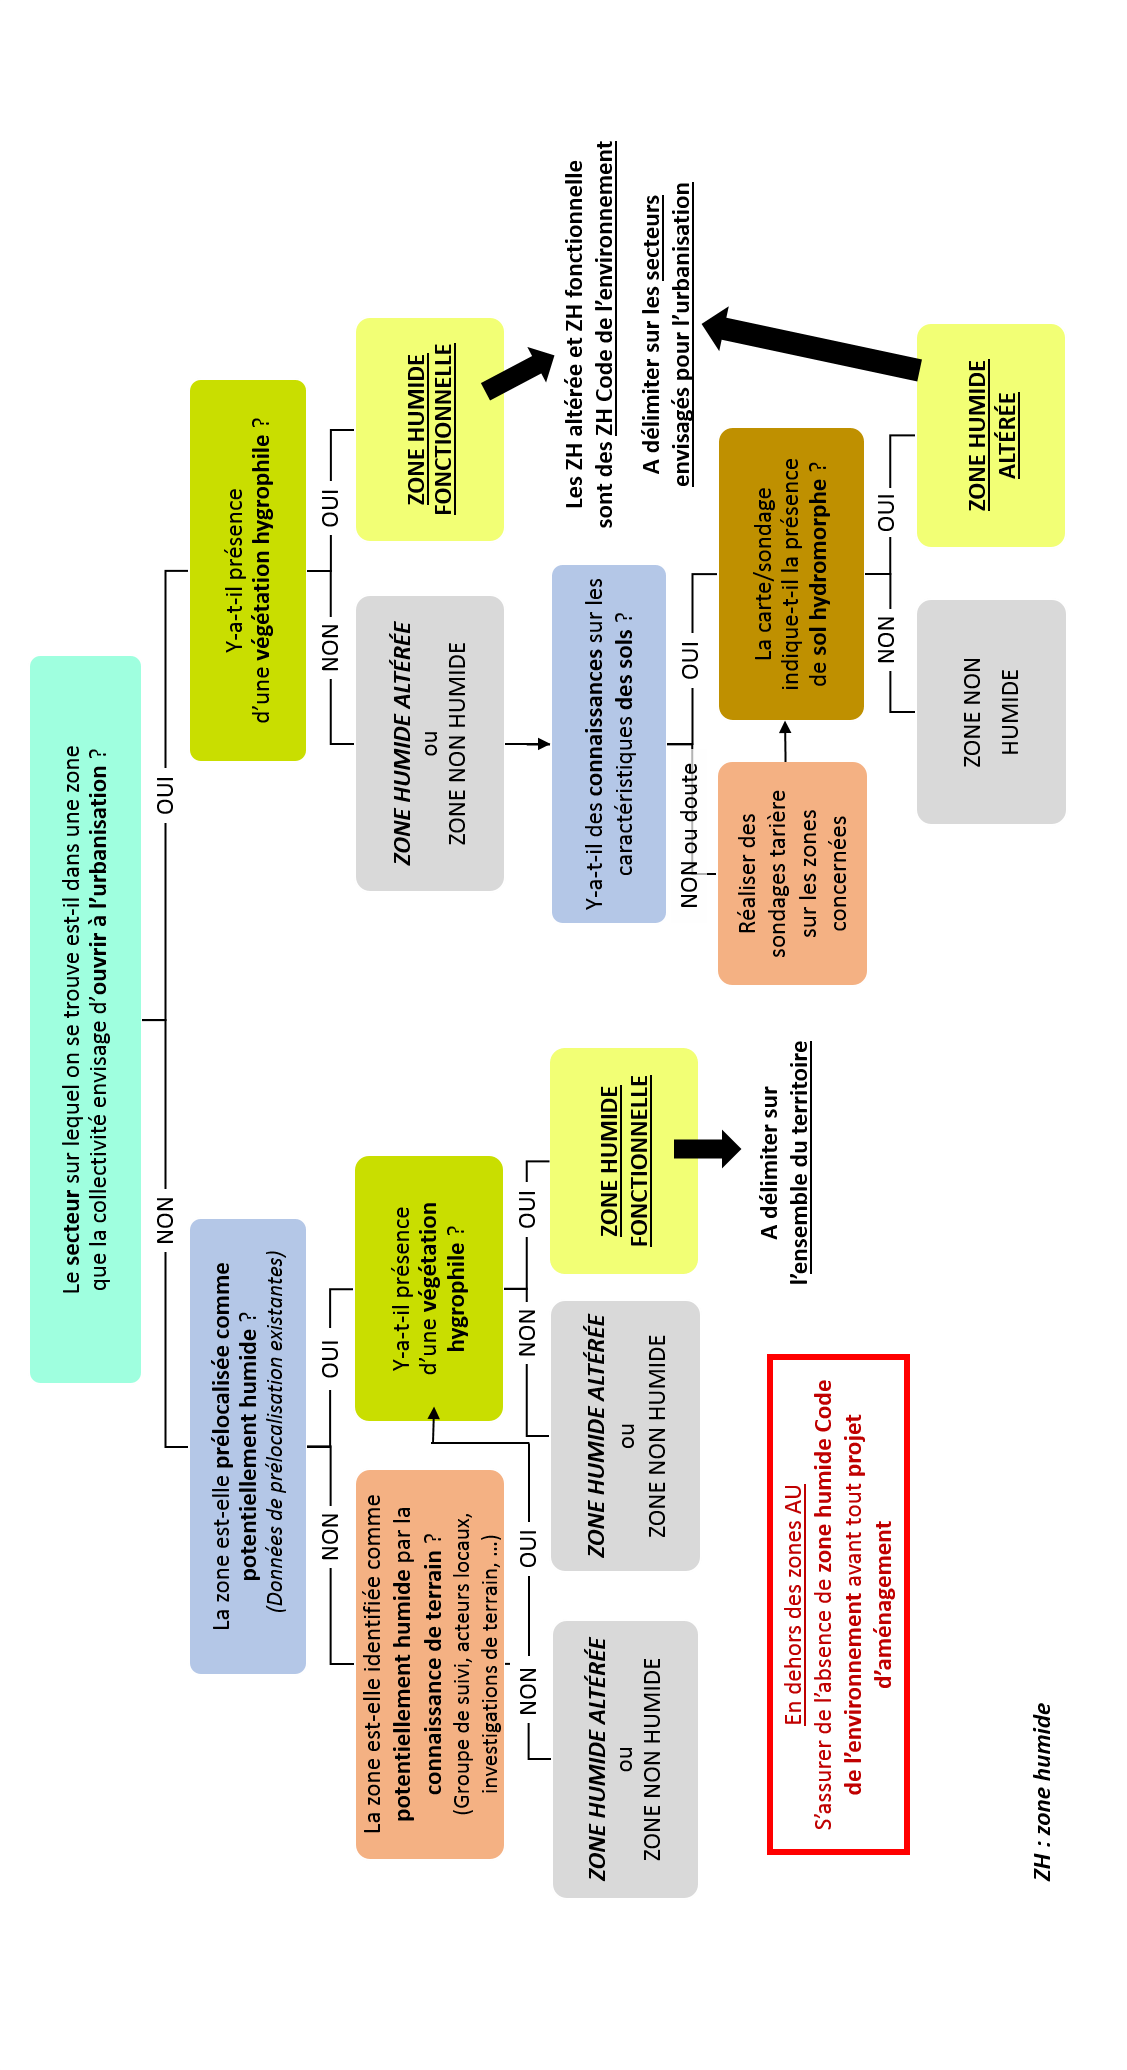 Le secteur sur lequel on se trouve est-il dans une zone
que la collectivité envisage d'ouvrir à l'urbanisation ?
NON
OUI
La zone est-elle prélocalisée comme
potentiellement humide ?
(Données de prélocalisation existantes)
Y-a-t-il présence
d'une végétation hygrophile ?
NON
OUI
NON
OUI
La zone est-elle identifiée comme
potentiellement humide par la
connaissance de terrain ?
(Groupe de suivi, acteurs locaux,
investigations de terrain, ...)
Y-a-t-il présence
d'une végétation
hygrophile ?
ZONE HUMIDE ALTÉRÉE
ou
ZONE NON HUMIDE
ZONE HUMIDE
FONCTIONNELLE
NON
OUI
NON
OUI
ZONE HUMIDE ALTÉRÉE
ou
ZONE NON HUMIDE
ZONE HUMIDE ALTÉRÉE
ou
ZONE NON HUMIDE
ZONE HUMIDE
FONCTIONNELLE
Y-a-t-il des connaissances sur les
caractéristiques des sols ?
Les ZH altérée et ZH fonctionnelle
sont des ZH Code de l'environnement
A délimiter sur les secteurs
envisagés pour l'urbanisation
NON ou doute
OUI
Réaliser des
sondages tarière
sur les zones
concernées
La carte/sondage
indique-t-il la présence
de sol hydromorphe ?
A délimiter sur
l'ensemble du territoire
En dehors des zones AU
S'assurer de l'absence de zone humide Code
de l'environnement avant tout projet
d'aménagement
NON
OUI
ZONE NON
HUMIDE
ZONE HUMIDE
ALTÉRÉE
ZH : zone humide